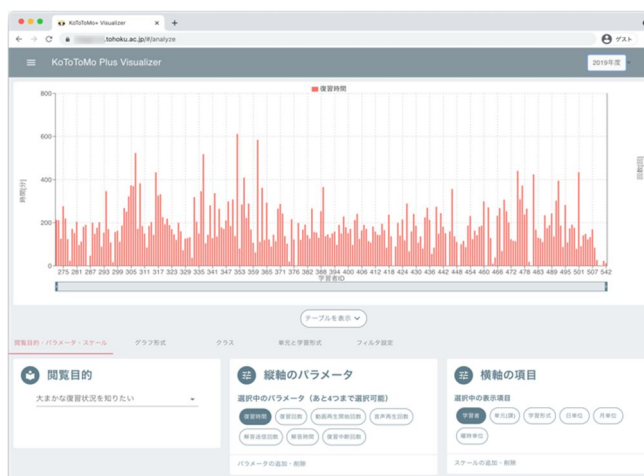 KoToToMo+ Visualizer
.tohoku.ac.jp/#/analyze
ゲスト
KoToToMo Plus Visualizer
2019年度
復習時間
800
600
400
200
0
時間[分]
回数[回]
275 281 287 293 299 305 311 317 323 329 335 341 347 353 359 365 371 378 382 388 394 400 406 412 418 424 430 436 442 448 454 460 466 472 478 483 489 495 501 507 542
学習者ID
テーブルを表示
閲覧目的・パラメータ・スケール グラフ形式 クラス 単元と学習形式 フィルタ設定
閲覧目的
大まかな復習状況を知りたい
縦軸のパラメータ
選択中のパラメータ(あと4つまで選択可能)
復習時間 復習回数 動画再生開始回数 音声再生回数
解答送信回数 解答時間 復習中断回数
パラメータの追加・削除
横軸の項目
選択中の表示項目
学習者 単元(課) 学習形式 日単位 月単位
スケールの追加・削除